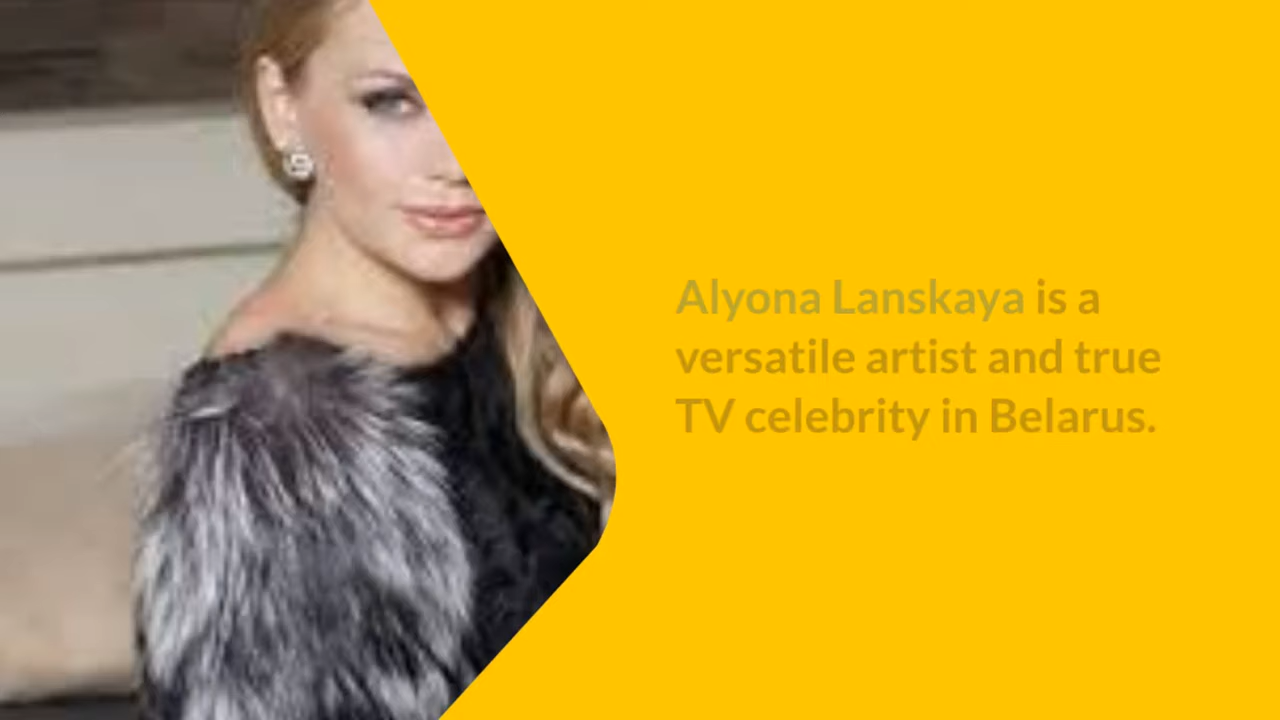 Alyona Lanskaya is a
versatile artist and true
TV celebrity in Belarus.